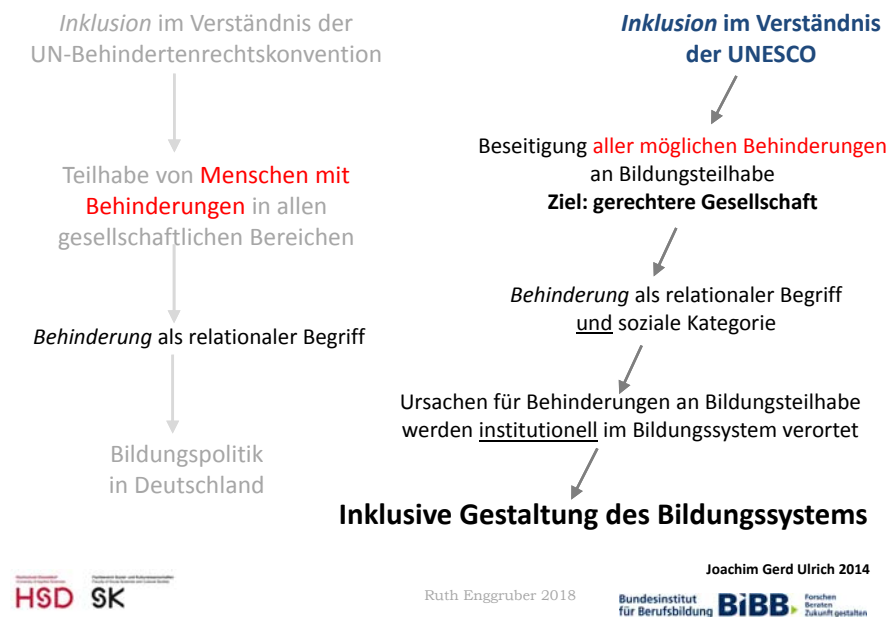 Inklusion im Verständnis der
UN-Behindertenrechtskonvention
Teilhabe von Menschen mit
Behinderungen in allen
gesellschaftlichen Bereichen
Behinderung als relationaler Begriff
Bildungspolitik
in Deutschland
Inklusion im Verständnis
der UNESCO
Beseitigung aller möglichen Behinderungen
an Bildungsteilhabe
Ziel: gerechtere Gesellschaft
Behinderung als relationaler Begriff
und soziale Kategorie
Ursachen für Behinderungen an Bildungsteilhabe
werden institutionell im Bildungssystem verortet
Inklusive Gestaltung des Bildungssystems
Joachim Gerd Ulrich 2014
HSD SK
Ruth Enggruber 2018
Bundesinstitut
für Berufsbildung
BiBB
Forschen
Beraten
Zukunft gestalten